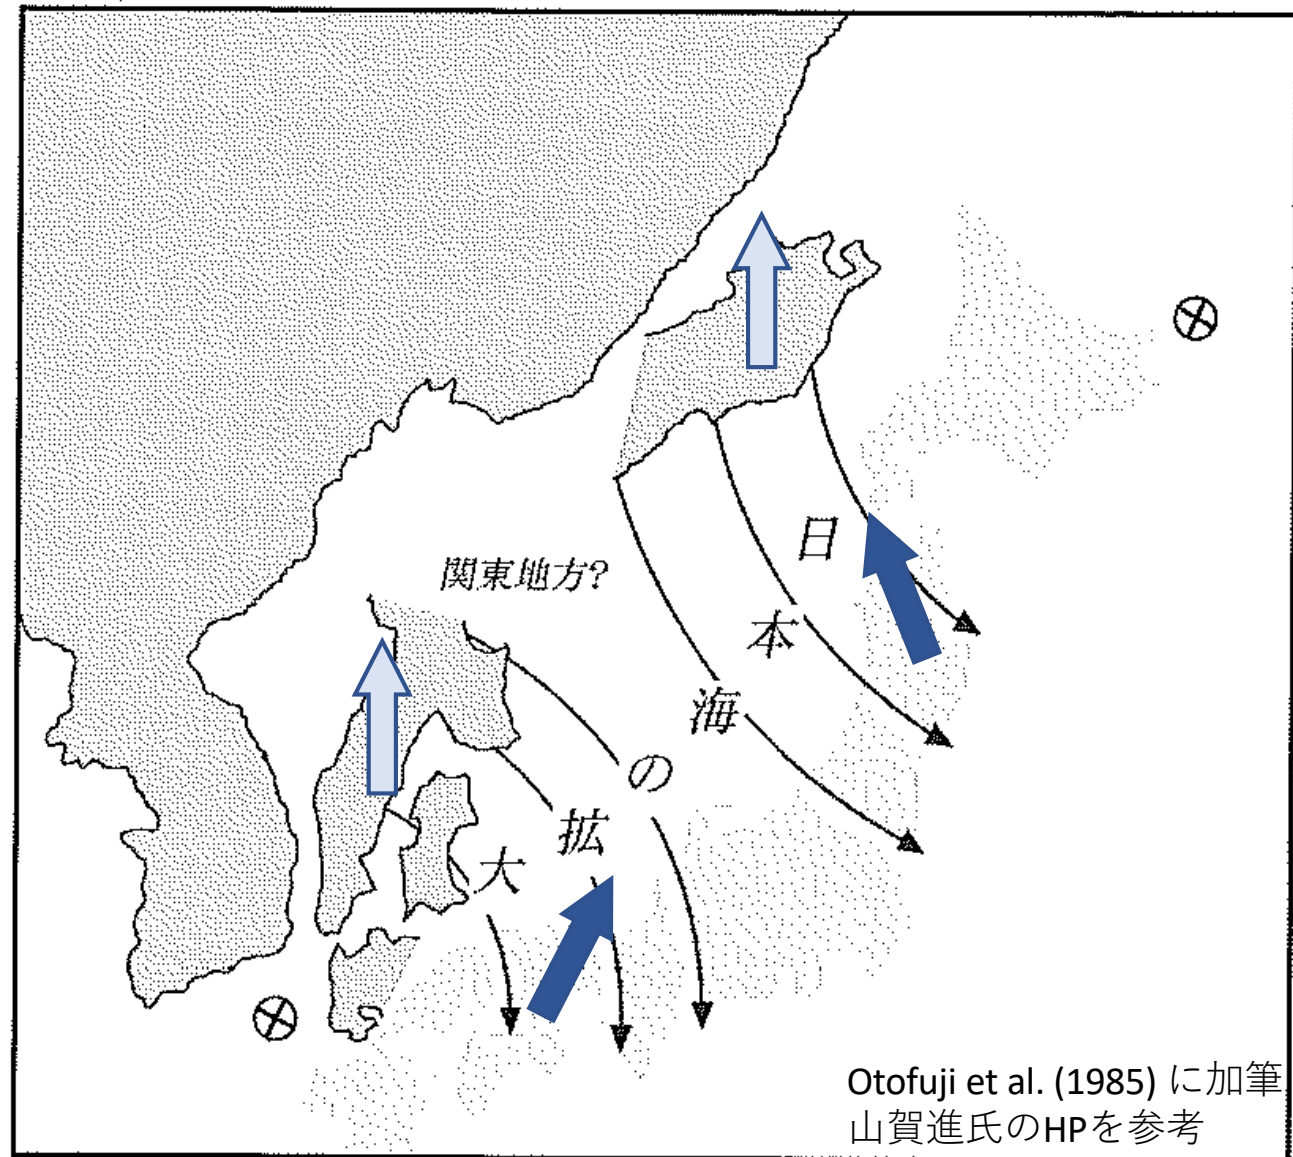 関東地方?
日本海の拡大
Otofuji et al. (1985) に加筆
山賀進氏のHPを参考